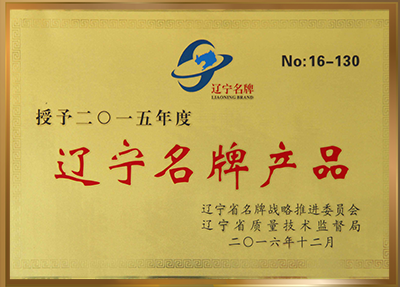 辽宁名牌
LIAONING BRAND
No:16-130
授予二〇一五年度
辽宁名牌产品
辽宁省名牌战略推进委员会
辽宁省质量技术监督局
二〇一六年十二月